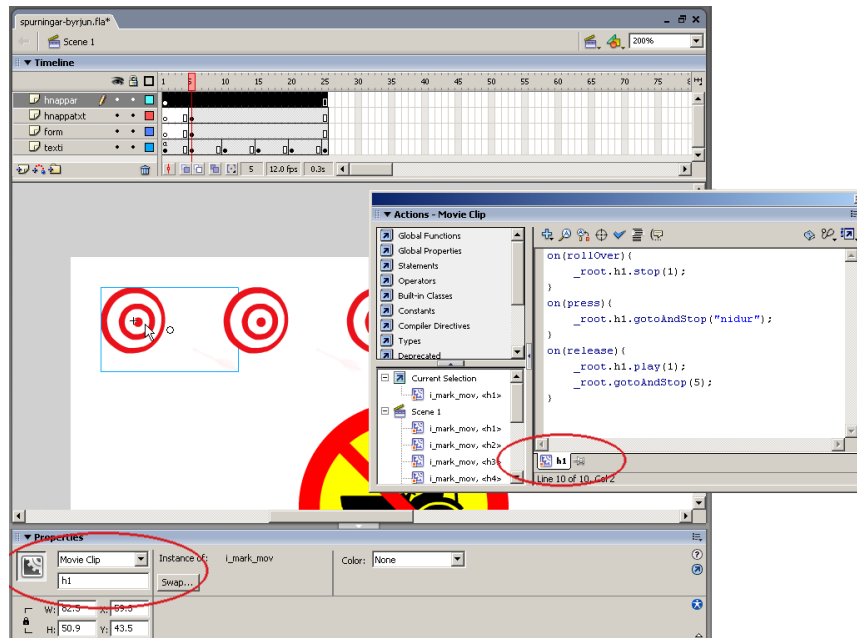 spurningar-byrjun.fla*
Scene 1
200%
Timeline
1 5 10 15 20 25 30 35 40 45 50 55 60 65 70 75
hnappar
hnappatxt
form
texti
5 12.0 fps 0.3s
Actions - Movie Clip
Global Functions
Global Properties
Statements
Operators
Built-in Classes
Constants
Compiler Directives
Types
Deprecated
Current Selection
i_mark_mov, <h1>
Scene 1
i_mark_mov, <h1>
i_mark_mov, <h2>
i_mark_mov, <h3>
i_mark_mov, <h4>
on(rollOver){
_root.h1.stop(1);
}
on(press){
_root.h1.gotoAndStop("nidur");
}
on(release){
_root.h1.play(1);
_root.gotoAndStop(5);
}
h1
Line 10 of 10, Col 2
Properties
Movie Clip
h1
Instance of: i_mark_mov
Swap...
Color: None
W: 82.5 X: 59.5
H: 50.9 Y: 43.5